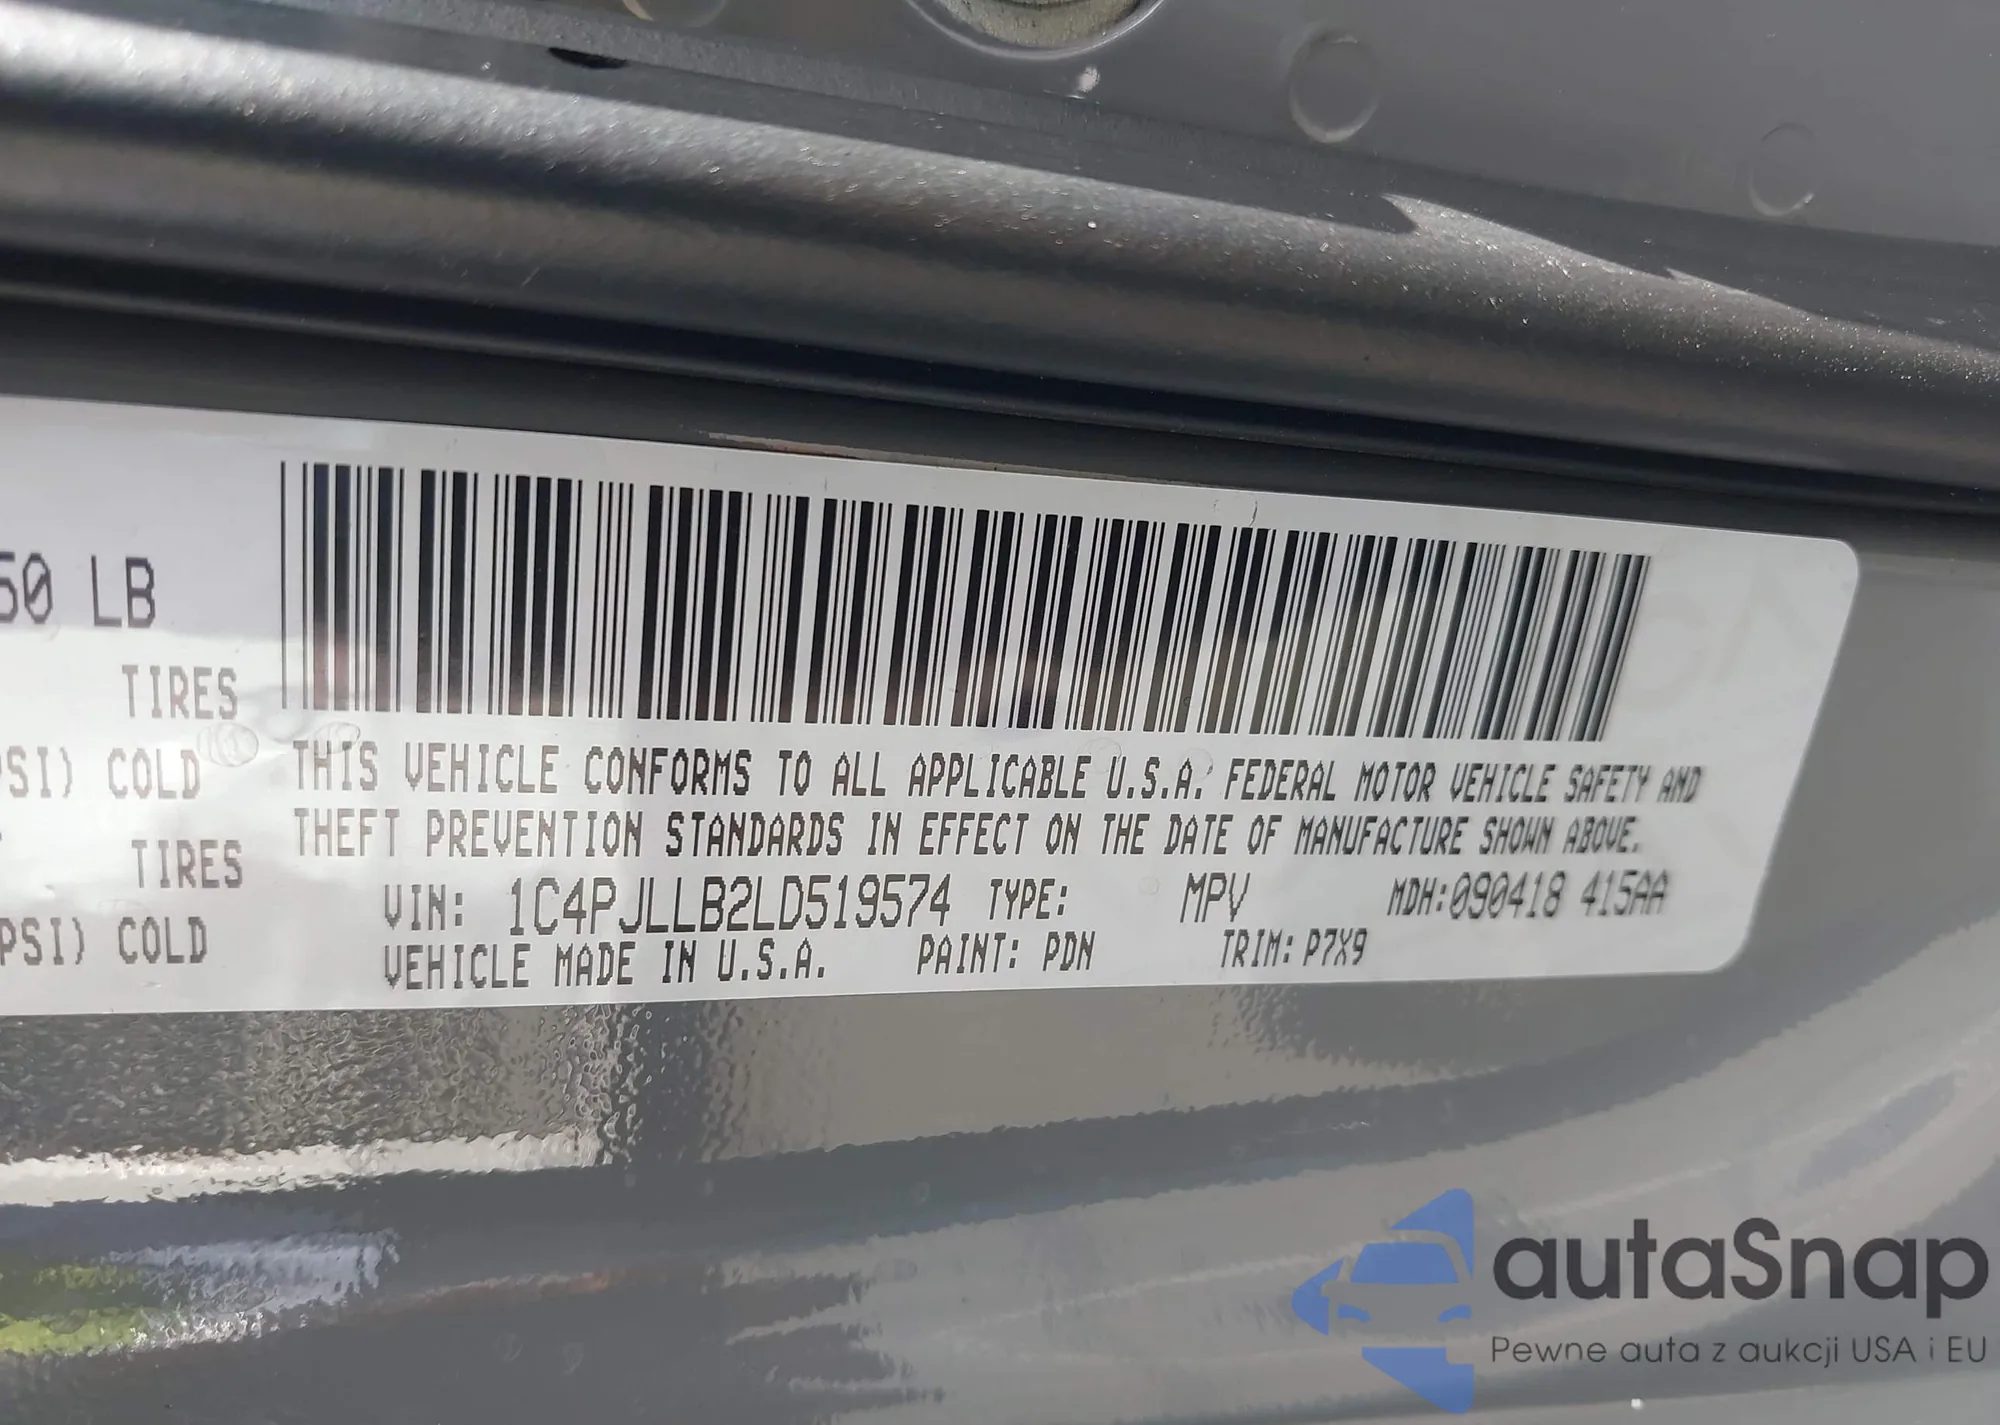 50 LB
TIRES
PSI) COLD
TIRES
PSI) COLD
THIS VEHICLE CONFORMS TO ALL APPLICABLE U.S.A. FEDERAL MOTOR VEHICLE SAFETY AND
THEFT PREVENTION STANDARDS IN EFFECT ON THE DATE OF MANUFACTURE SHOWN ABOVE.
VIN: 1C4PJLLB2LD519574 TYPE: MPV MDH:090418 415AA
VEHICLE MADE IN U.S.A. PAINT: PDN TRIM: P7X9
autaSnap
Pewne auta z aukcji USA i EU